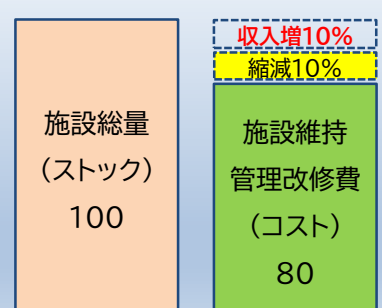 施設総量
（ストック）
100
収入増10%
縮減10%
施設維持
管理改修費
（コスト）
80